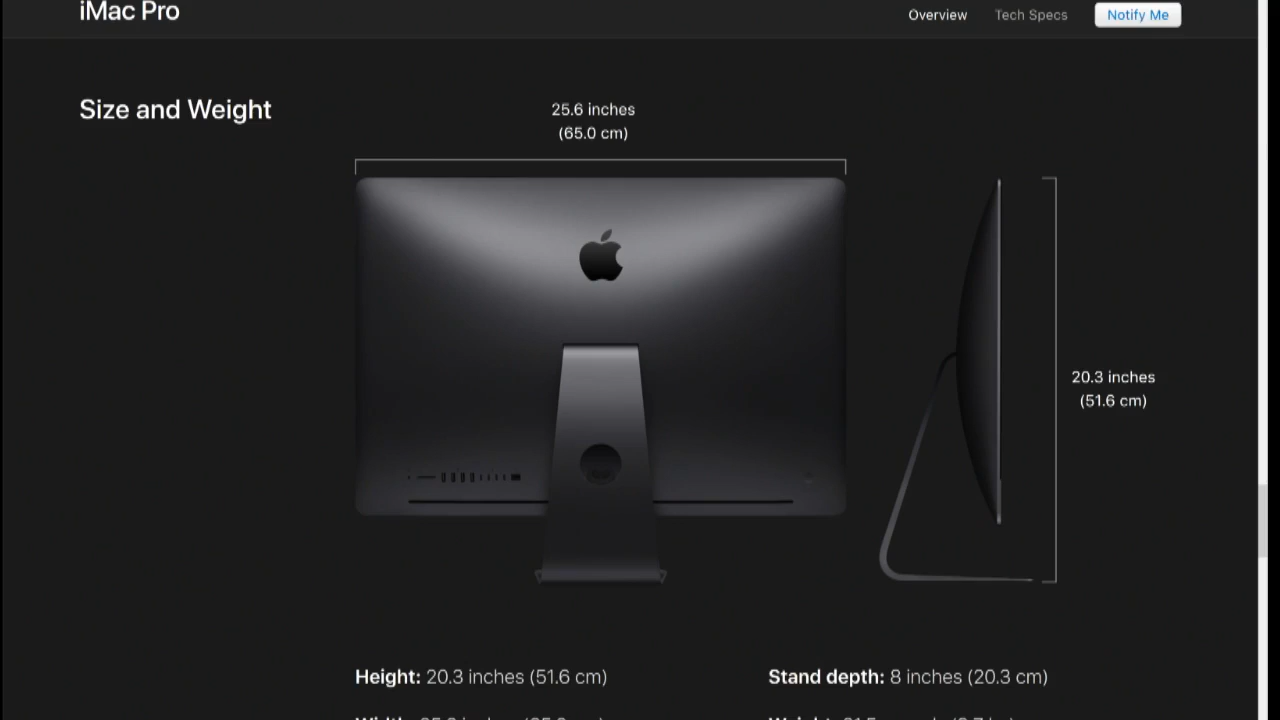 iMac Pro
Overview
Tech Specs
Notify Me
Size and Weight
25.6 inches
(65.0 cm)
20.3 inches
(51.6 cm)
Height: 20.3 inches (51.6 cm)
Stand depth: 8 inches (20.3 cm)